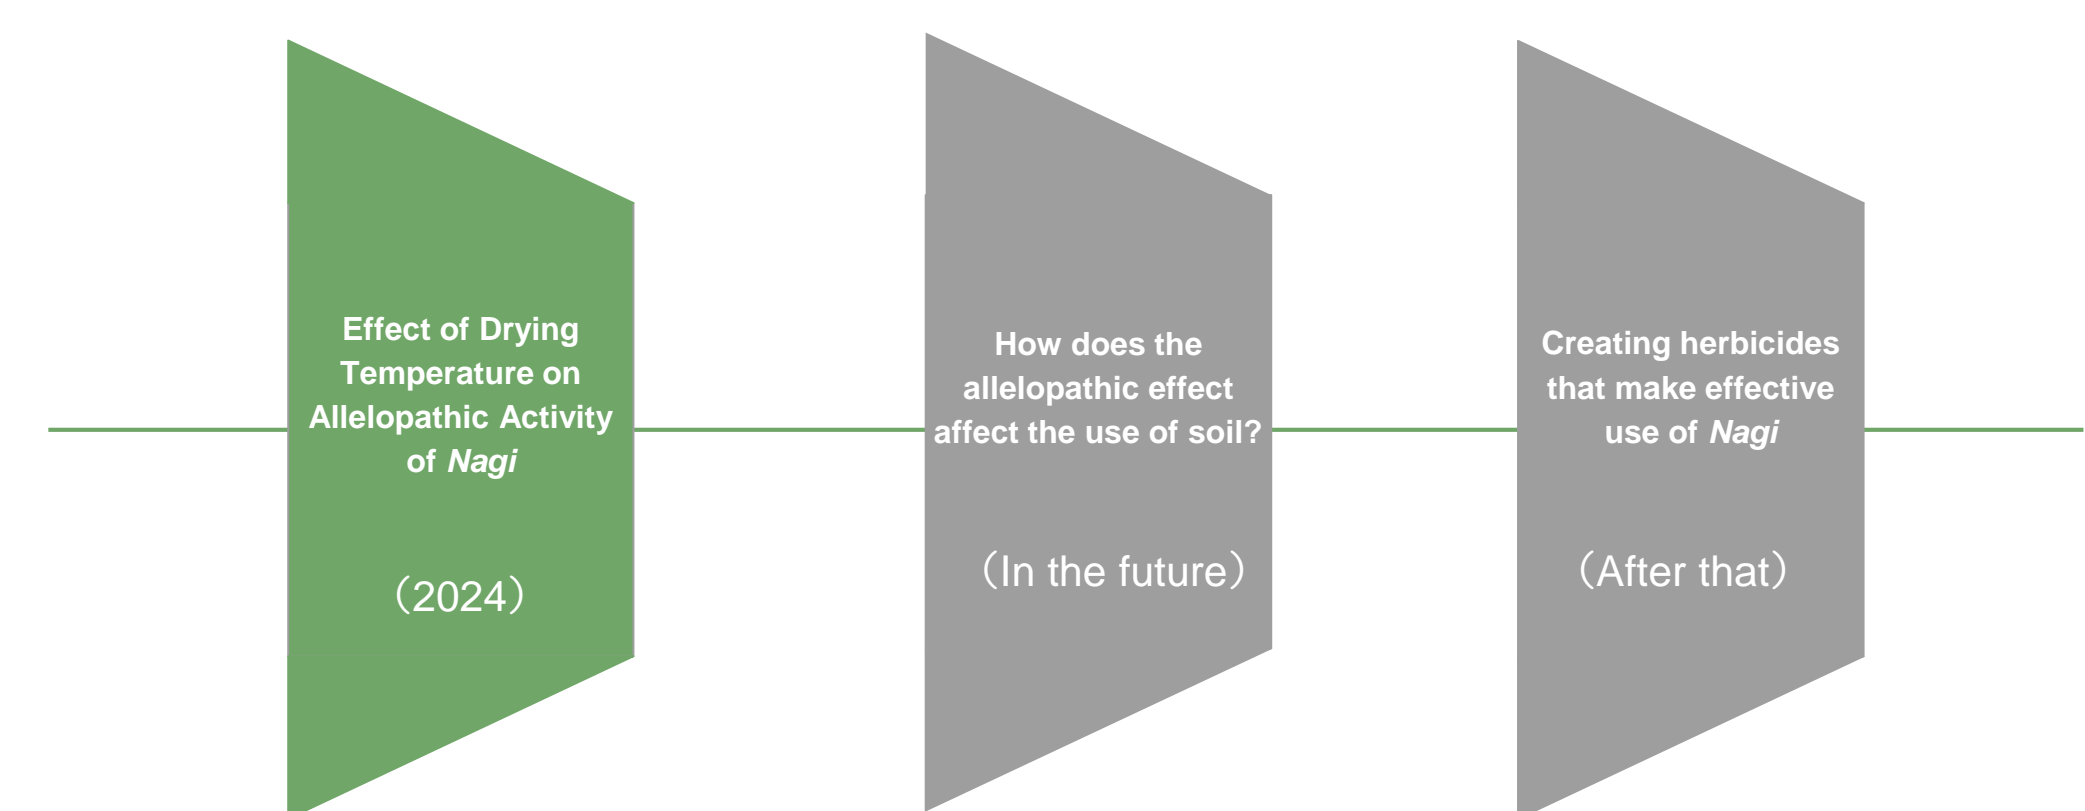 Effect of Drying
Temperature on
Allelopathic Activity
of Nagi
（2024）
How does the
allelopathic effect
affect the use of soil?
（In the future）
Creating herbicides
that make effective
use of Nagi
（After that）